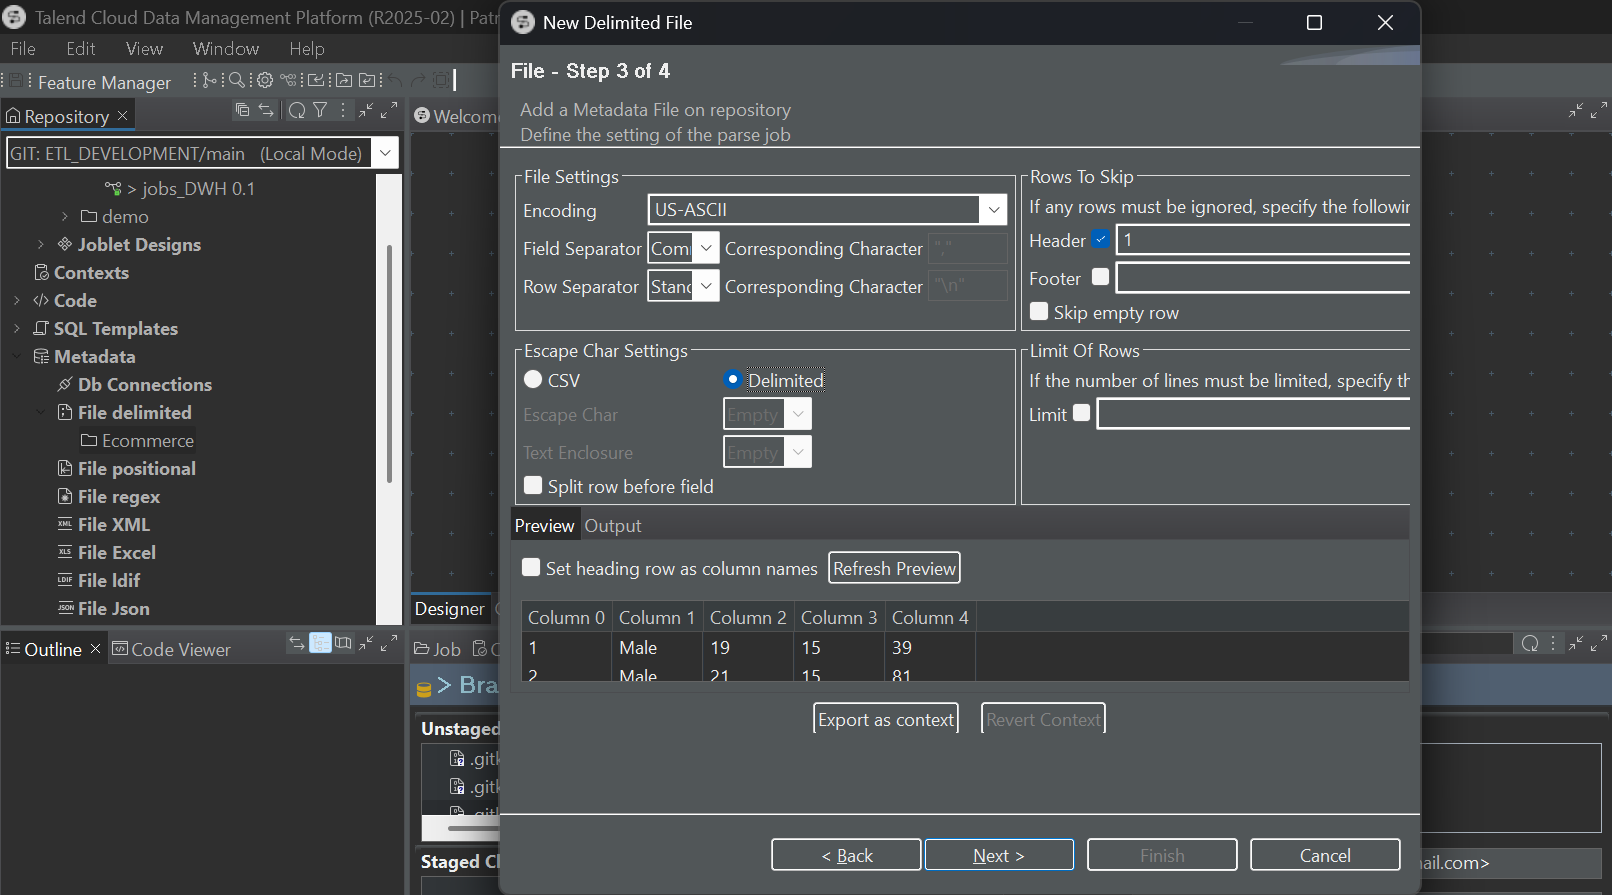 Talend Cloud Data Management Platform (R2025-02) | Patr
File Edit View Window Help
Feature Manager
Repository
GIT: ETL_DEVELOPMENT/main (Local Mode)
> jobs_DWH 0.1
demo
Joblet Designs
Contexts
Code
SQL Templates
Metadata
Db Connections
File delimited
Ecommerce
File positional
File regex
File XML
File Excel
File ldif
File Json
Outline
Code Viewer
Welcom
Designer
Job
> Bra
Unstaged
.gitk
.gitk
.gitk
Staged Cl
ail.com>
New Delimited File
File - Step 3 of 4
Add a Metadata File on repository
Define the setting of the parse job
File Settings
Encoding US-ASCII
Field Separator Com Corresponding Character ","
Row Separator Stand Corresponding Character "\n"
Rows To Skip
If any rows must be ignored, specify the followin
Header 1
Footer
Skip empty row
Escape Char Settings
CSV Delimited
Escape Char Empty
Text Enclosure Empty
Split row before field
Limit Of Rows
If the number of lines must be limited, specify th
Limit
Preview Output
Set heading row as column names Refresh Preview
Column 0 Column 1 Column 2 Column 3 Column 4
1 Male 19 15 39
2 Male 21 15 81
Export as context Revert Context
< Back Next > Finish Cancel